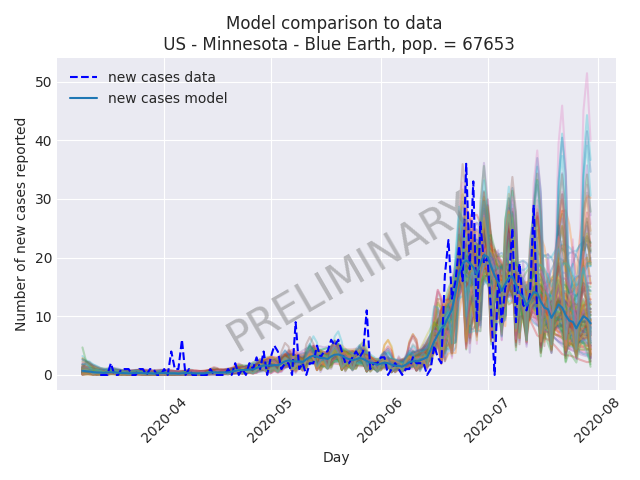 Model comparison to data
US - Minnesota - Blue Earth, pop. = 67653
new cases data
new cases model
PRELIMINARY
Number of new cases reported
50
40
30
20
10
0
2020-04
2020-05
2020-06
2020-07
2020-08
Day